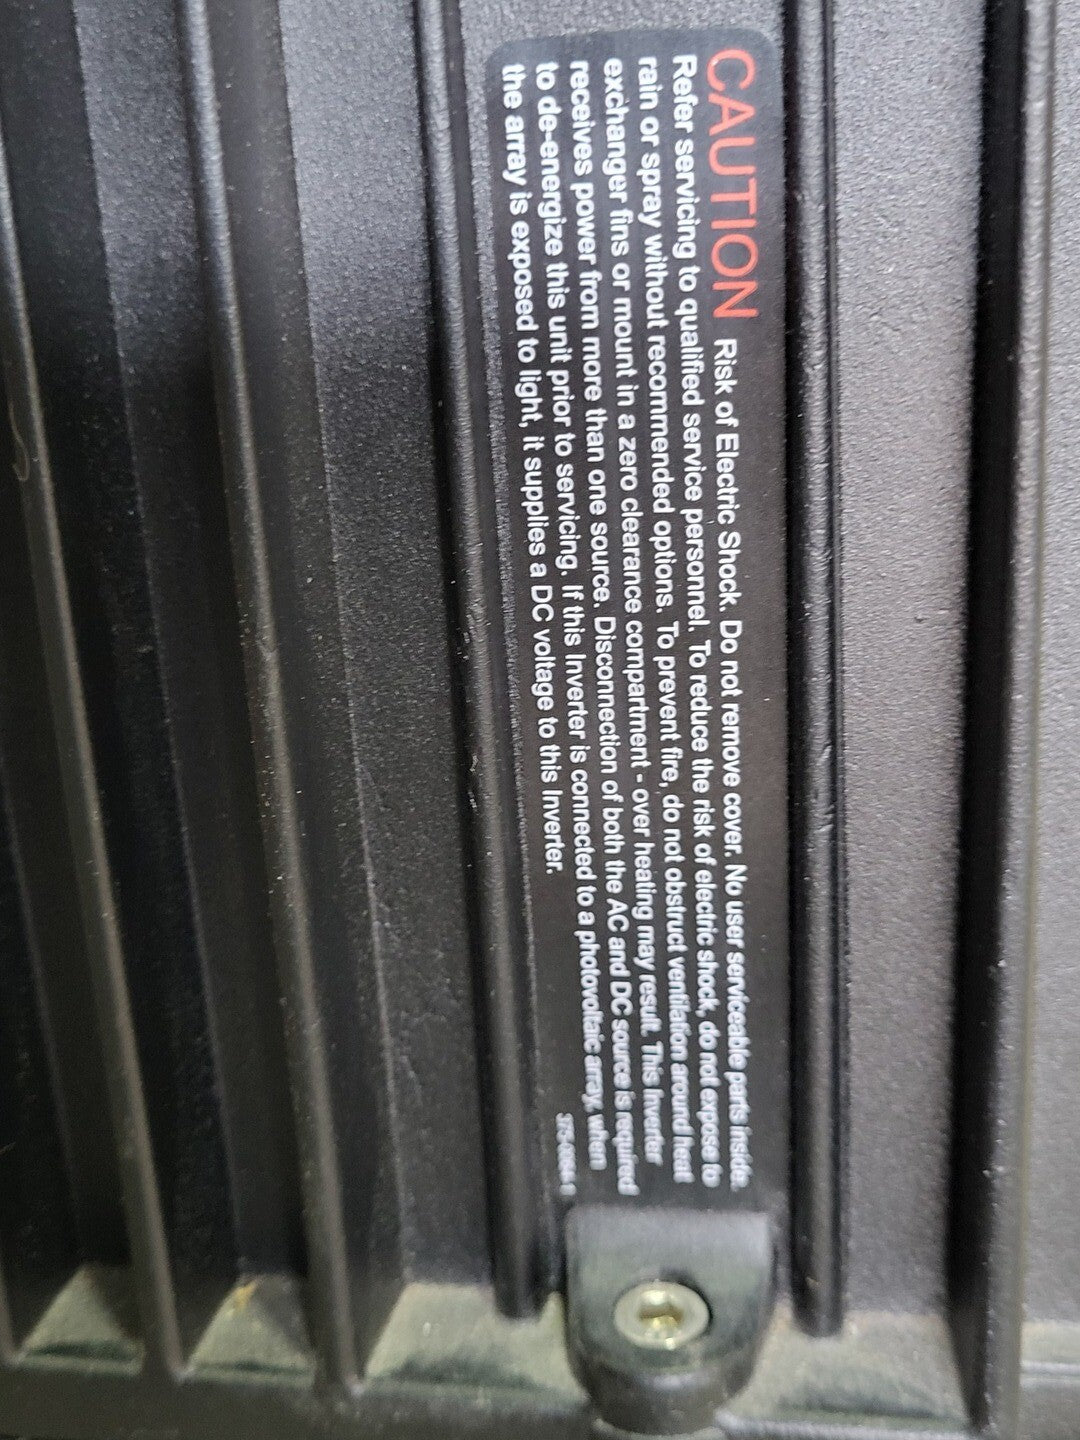 CAUTION Risk of Electric Shock. Do not remove cover. No user serviceable parts inside.
Refer servicing to qualified service personnel. To reduce the risk of electric shock, do not expose to
rain or spray without recommended options. To prevent fire, do not obstruct ventilation around heat
exchanger fins or mount in a zero clearance compartment - over heating may result. This Inverter
receives power from more than one source. Disconnection of both the AC and DC source is required
to de-energize this unit prior to servicing. If this Inverter is connected to a photovoltaic array, when
the array is exposed to light, it supplies a DC voltage to this Inverter.